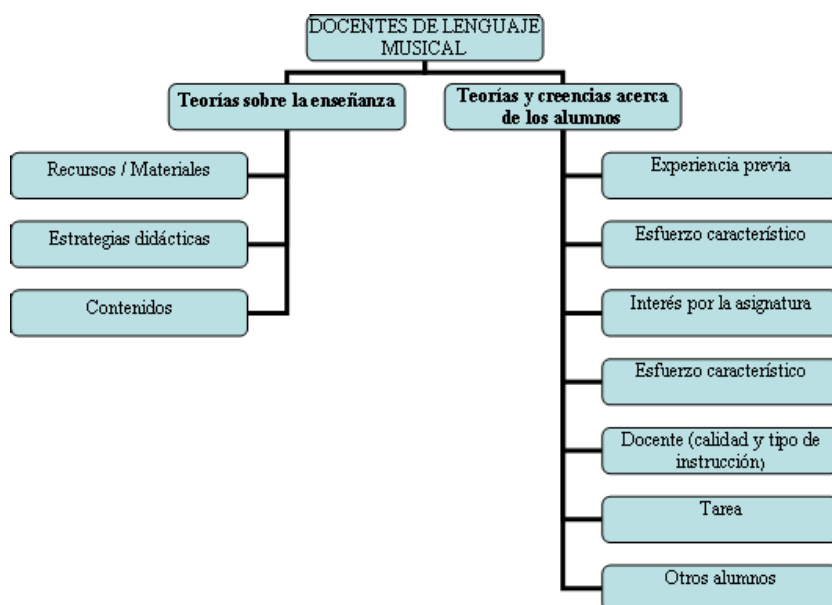 DOCENTES DE LENGUAJE
MUSICAL
Teorías sobre la enseñanza
Teorías y creencias acerca
de los alumnos
Recursos / Materiales
Estrategias didácticas
Contenidos
Experiencia previa
Esfuerzo característico
Interés por la asignatura
Esfuerzo característico
Docente (calidad y tipo de
instrucción)
Tarea
Otros alumnos